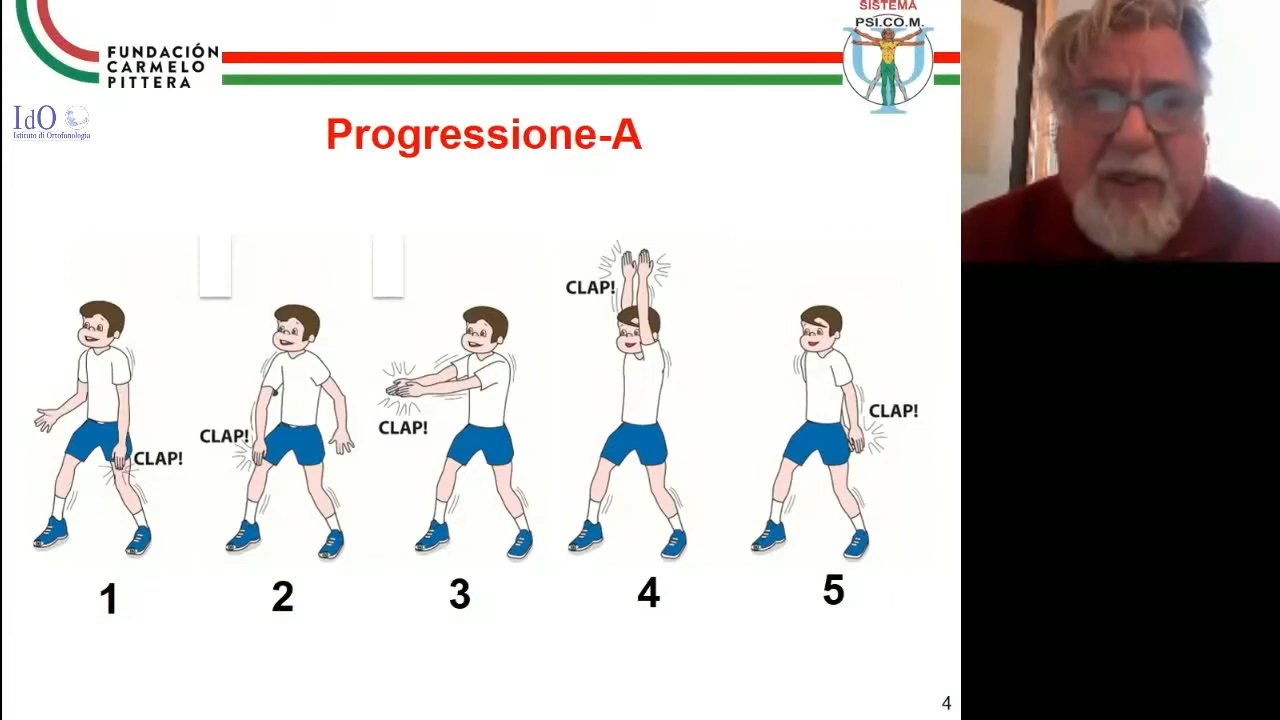 FUNDACIÓN
CARMELO
PITTERA
SISTEMA
PSI.CO.M.
IdO
Istituto di Ortofonologia
Progressione-A
CLAP!
CLAP!
CLAP!
CLAP!
CLAP!
1
2
3
4
5
4